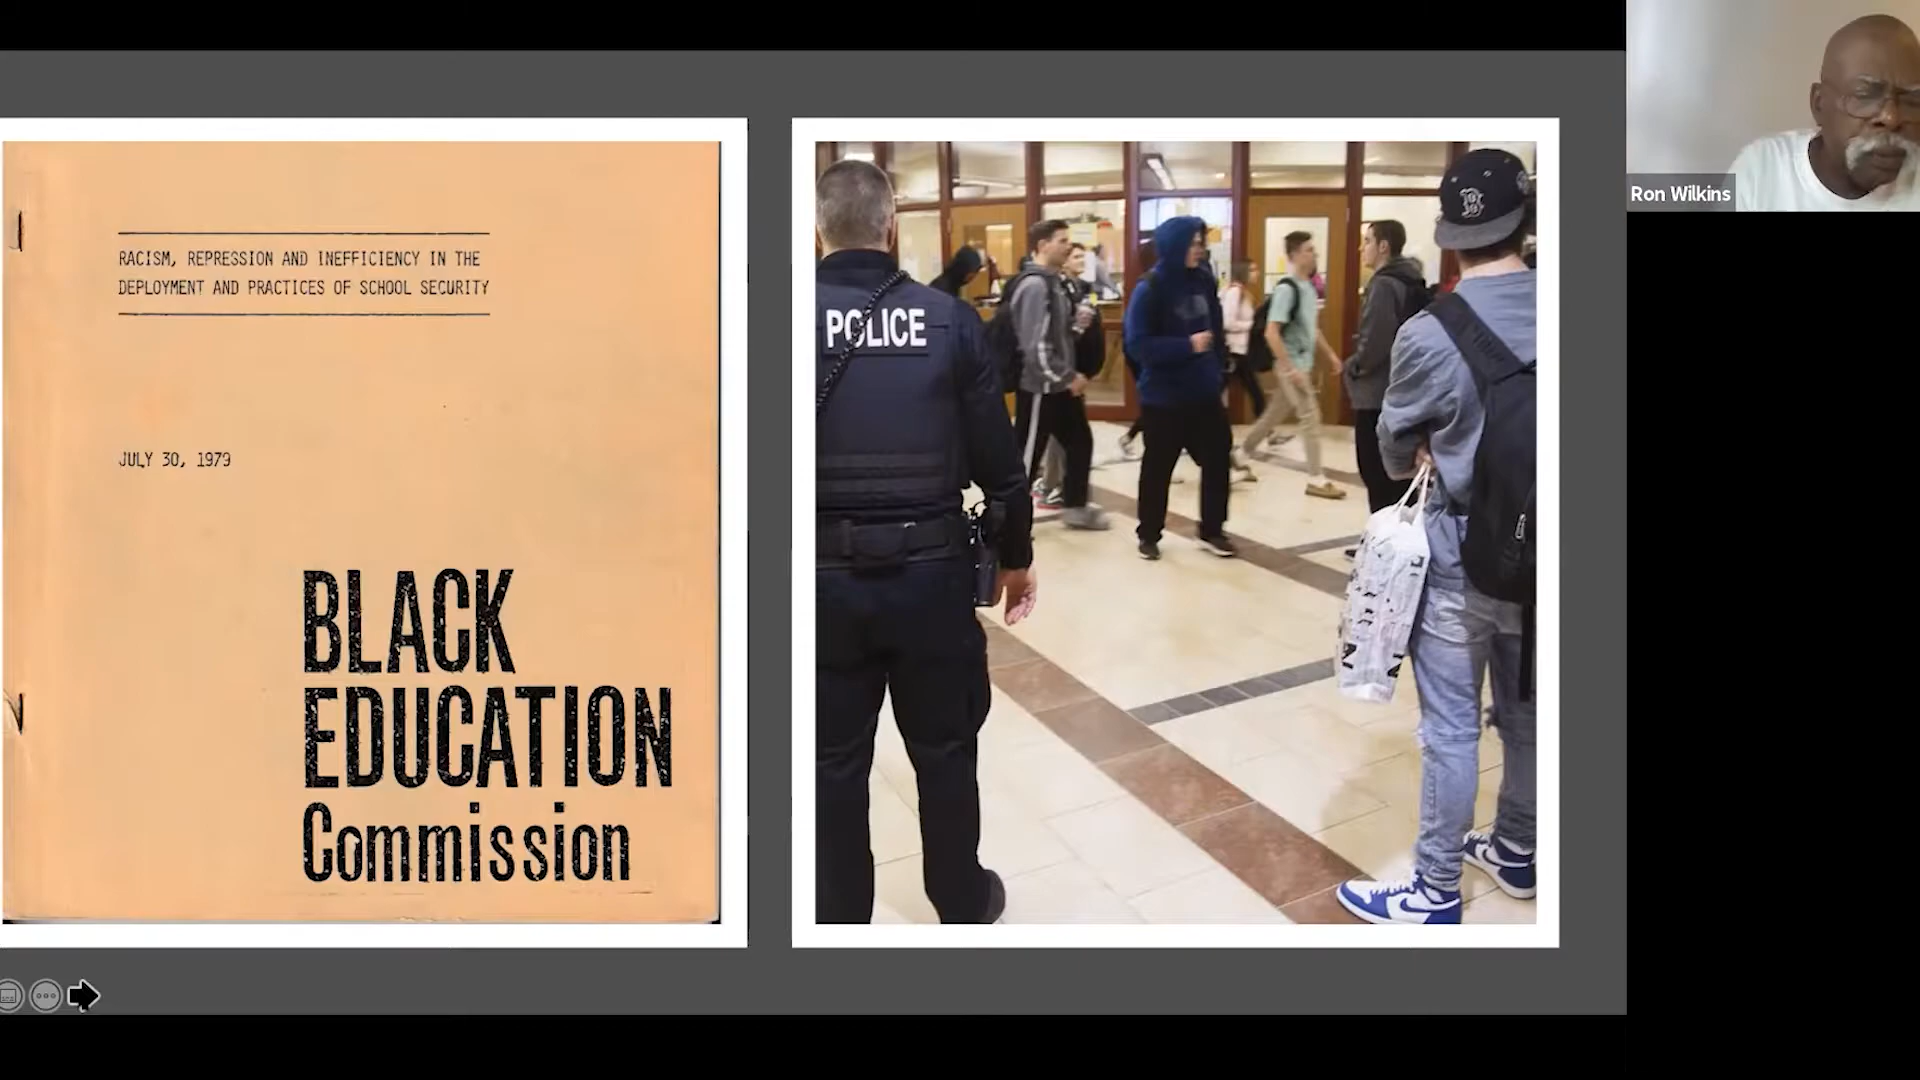 RACISM, REPRESSION AND INEFFICIENCY IN THE
DEPLOYMENT AND PRACTICES OF SCHOOL SECURITY
JULY 30, 1979
BLACK
EDUCATION
Commission
POLICE
B
Ron Wilkins